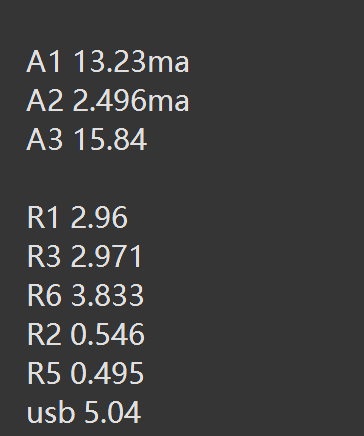 A1 13.23ma
A2 2.496ma
A3 15.84
R1 2.96
R3 2.971
R6 3.833
R2 0.546
R5 0.495
usb 5.04